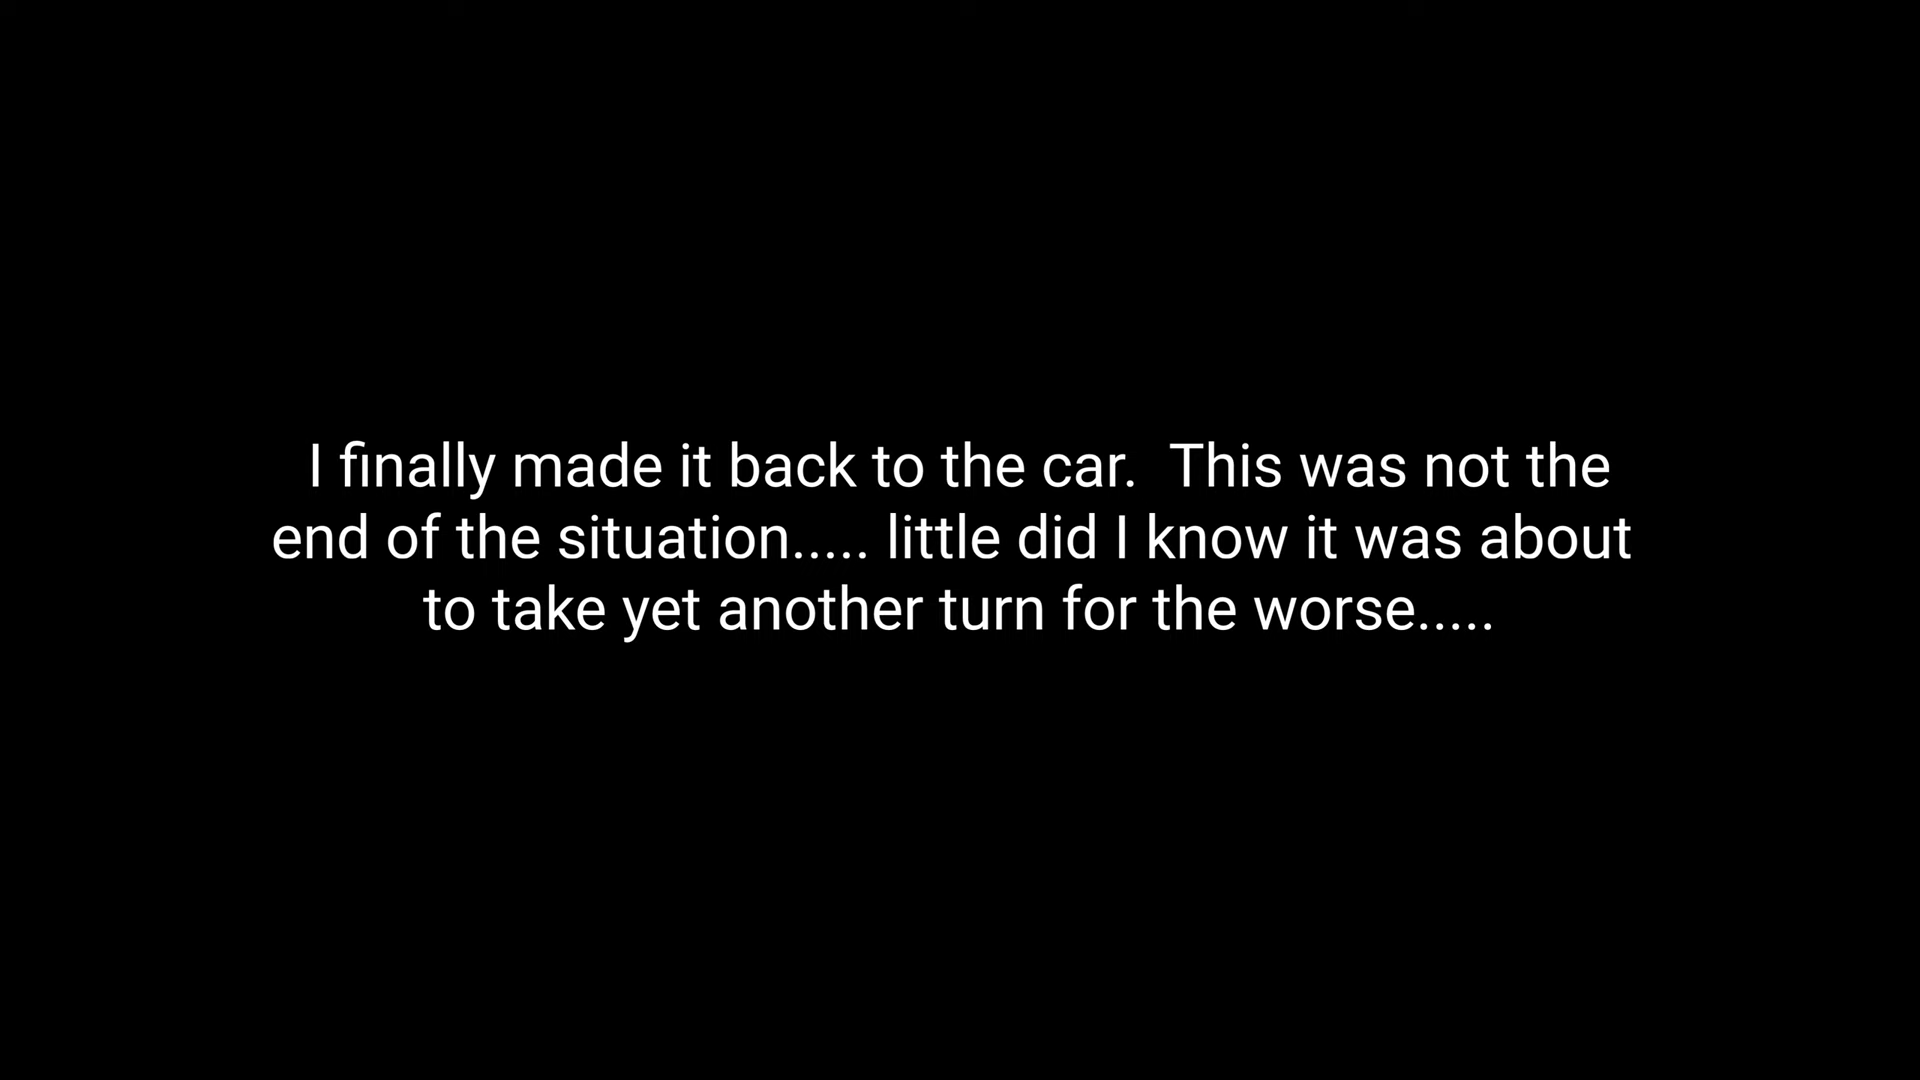 I finally made it back to the car.  This was not the
end of the situation..... little did I know it was about
to take yet another turn for the worse.....